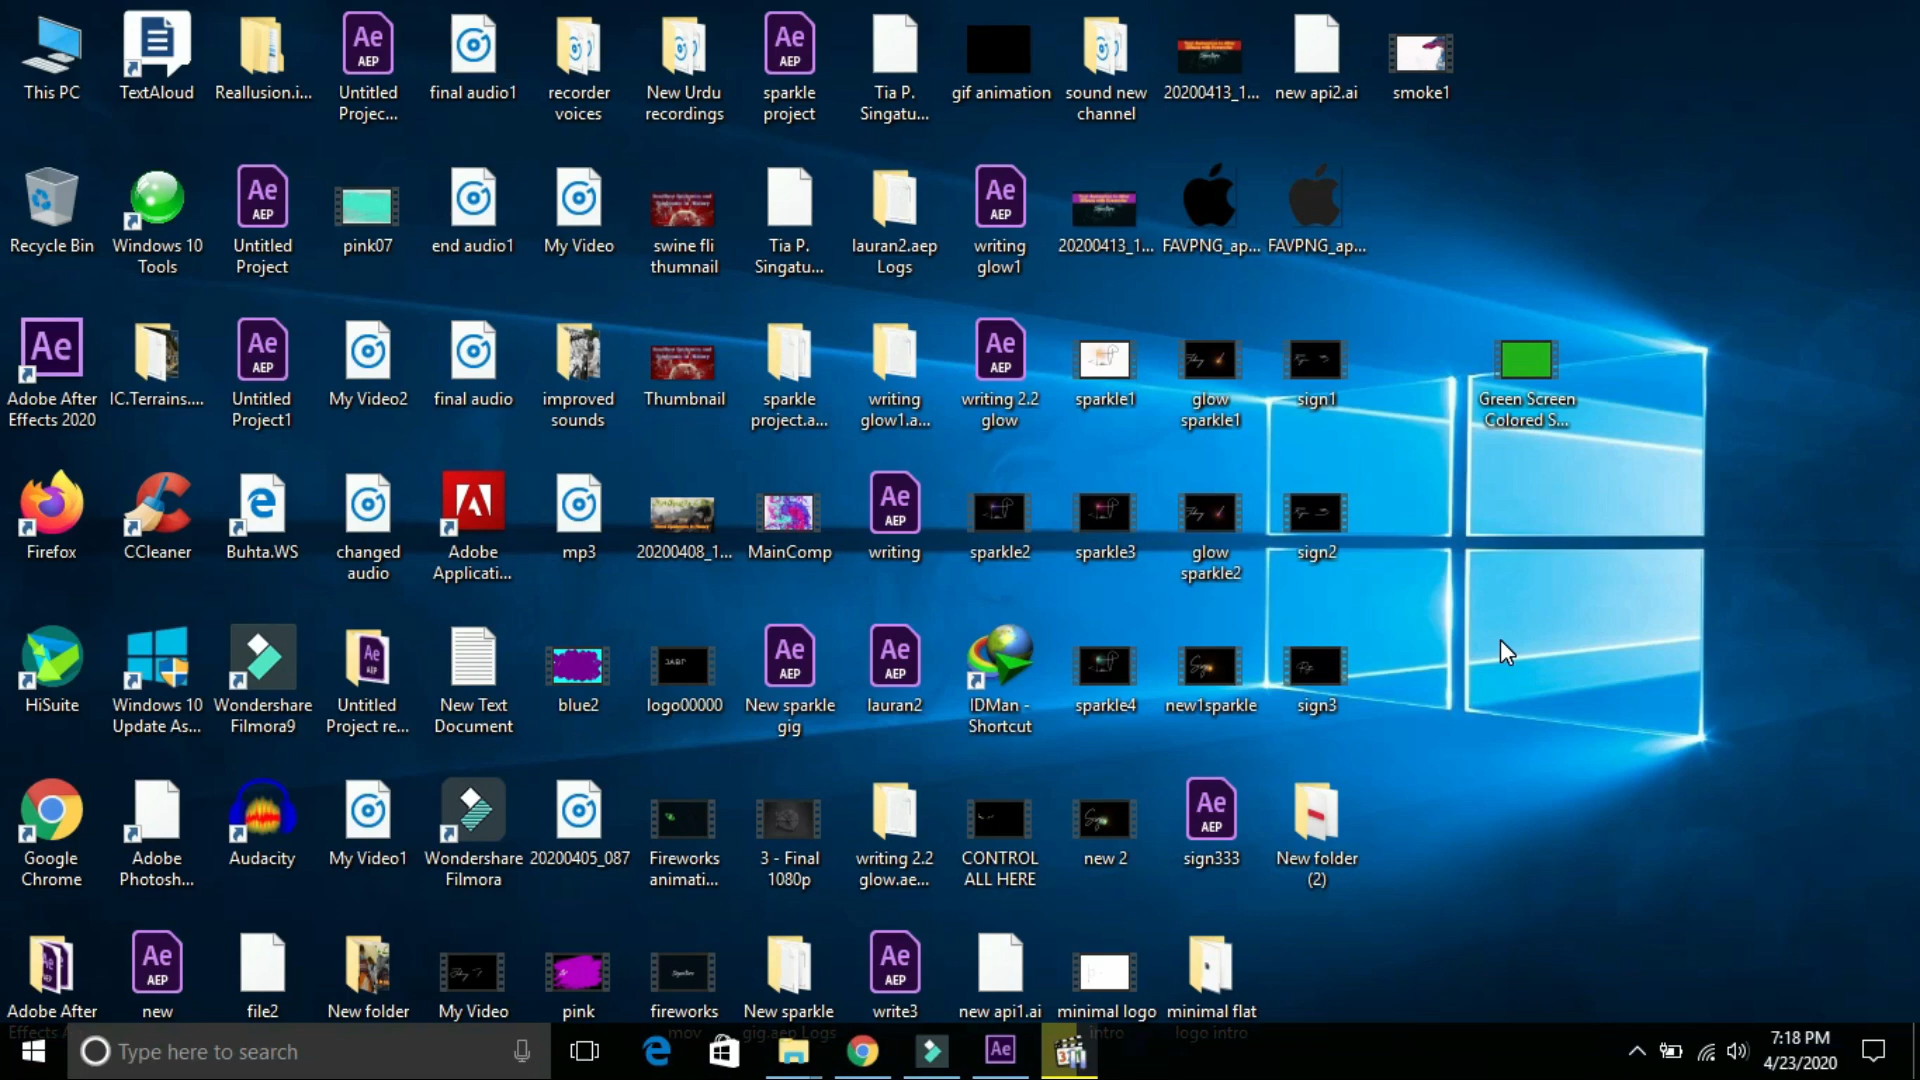 This PC
TextAloud
Reallusion.i...
Untitled
Projec...
final audio1
recorder
voices
New Urdu
recordings
sparkle
project
Tia P.
Singatu...
gif animation
sound new
channel
20200413_1...
new api2.ai
smoke1
Recycle Bin
Windows 10
Tools
Untitled
Project
pink07
end audio1
My Video
swine fli
thumnail
Tia P.
Singatu...
lauran2.aep
Logs
writing
glow1
20200413_1...
FAVPNG_ap...
FAVPNG_ap...
Adobe After
Effects 2020
IC.Terrains....
Untitled
Project1
My Video2
final audio
improved
sounds
Thumbnail
sparkle
project.a...
writing
glow1.a...
writing 2.2
glow
sparkle1
glow
sparkle1
sign1
Green Screen
Colored S...
Firefox
CCleaner
Buhta.WS
changed
audio
Adobe
Applicati...
mp3
20200408_1...
MainComp
writing
sparkle2
sparkle3
glow
sparkle2
sign2
HiSuite
Windows 10
Update As...
Wondershare
Filmora9
Untitled
Project re...
New Text
Document
blue2
logo00000
New sparkle
gig
lauran2
IDMan -
Shortcut
sparkle4
new1sparkle
sign3
Google
Chrome
Adobe
Photosh...
Audacity
My Video1
Wondershare
Filmora
20200405_087
Fireworks
animati...
3 - Final
1080p
writing 2.2
glow.ae...
CONTROL
ALL HERE
new 2
sign333
New folder
(2)
Adobe After
Effects
new
file2
New folder
My Video
pink
fireworks
mov
New sparkle
gig.aep Logs
write3
new api1.ai
minimal logo
intro
minimal flat
logo intro
Type here to search
7:18 PM
4/23/2020